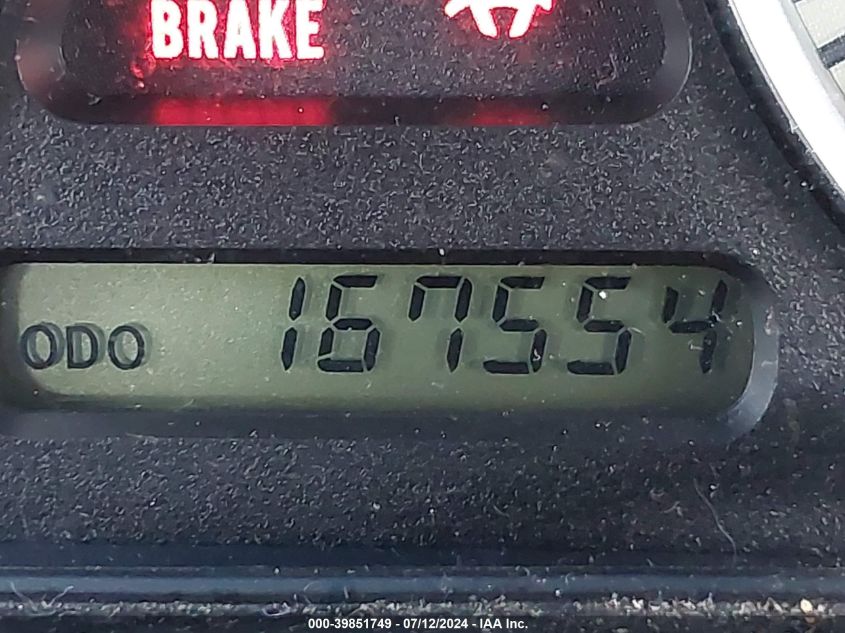 BRAKE
ODO 167554
000-39851749 - 07/12/2024 - IAA, Inc.